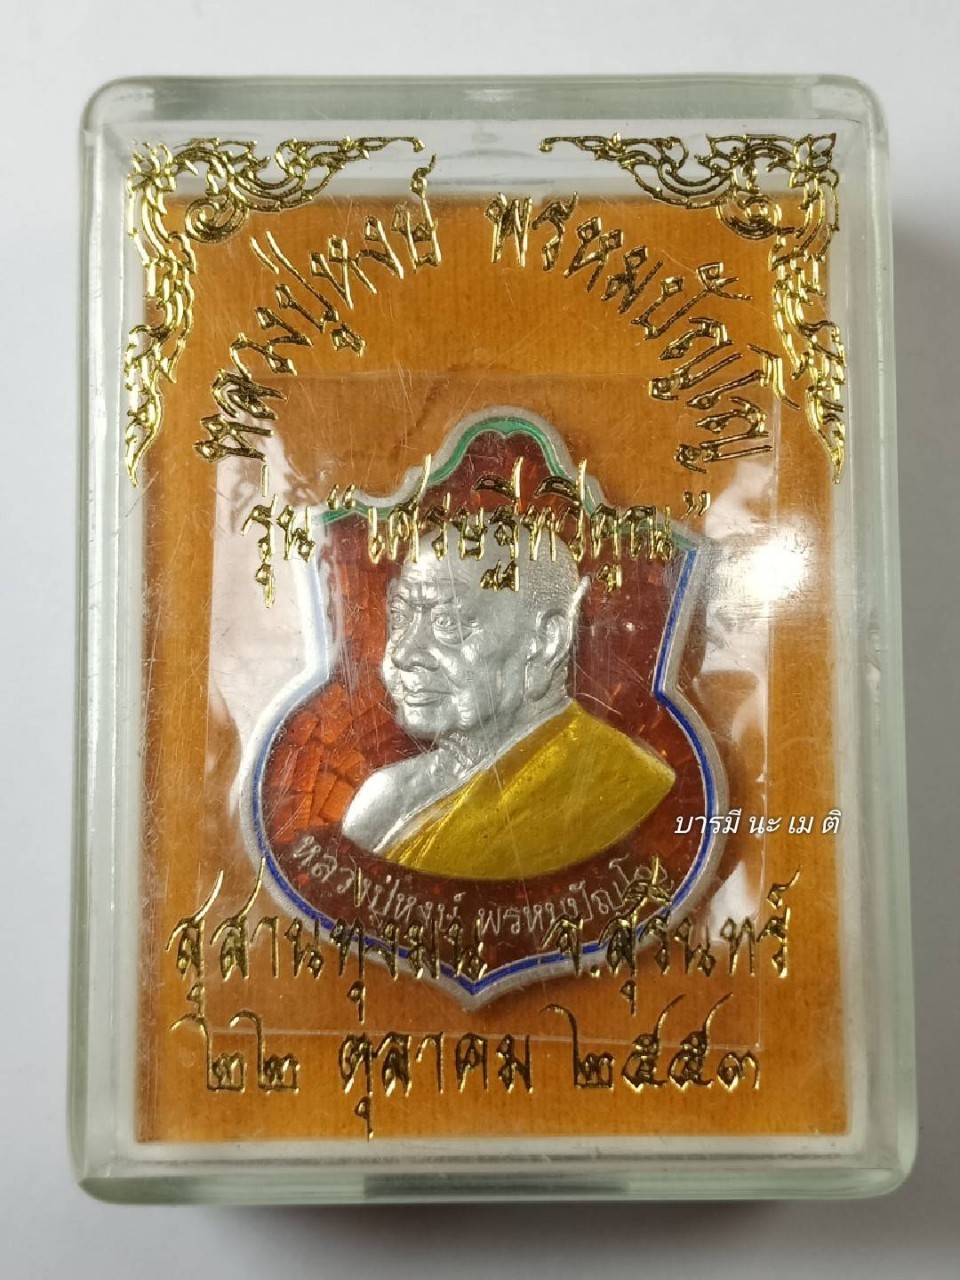 หลวงปู่หงษ์ พรหมปัญโญ
รุ่น "เศรษฐีทวีคูณ"
หลวงปู่หงษ์ พรหมปัญโญ
บารมี นะ เม ติ
สุสานทุ่งมน จ.สุรินทร์
๒๒ ตุลาคม ๒๕๕๓